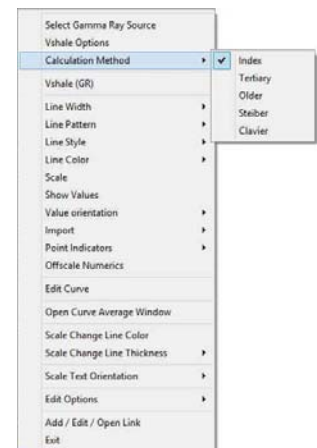 Select Gamma Ray Source
Vshale Options
Calculation Method
Vshale (GR)
Line Width
Line Pattern
Line Style
Line Color
Scale
Show Values
Value orientation
Import
Point Indicators
Offscale Numerics
Edit Curve
Open Curve Average Window
Scale Change Line Color
Scale Change Line Thickness
Scale Text Orientation
Edit Options
Add / Edit / Open Link
Exit
Index
Tertiary
Older
Steiber
Clavier